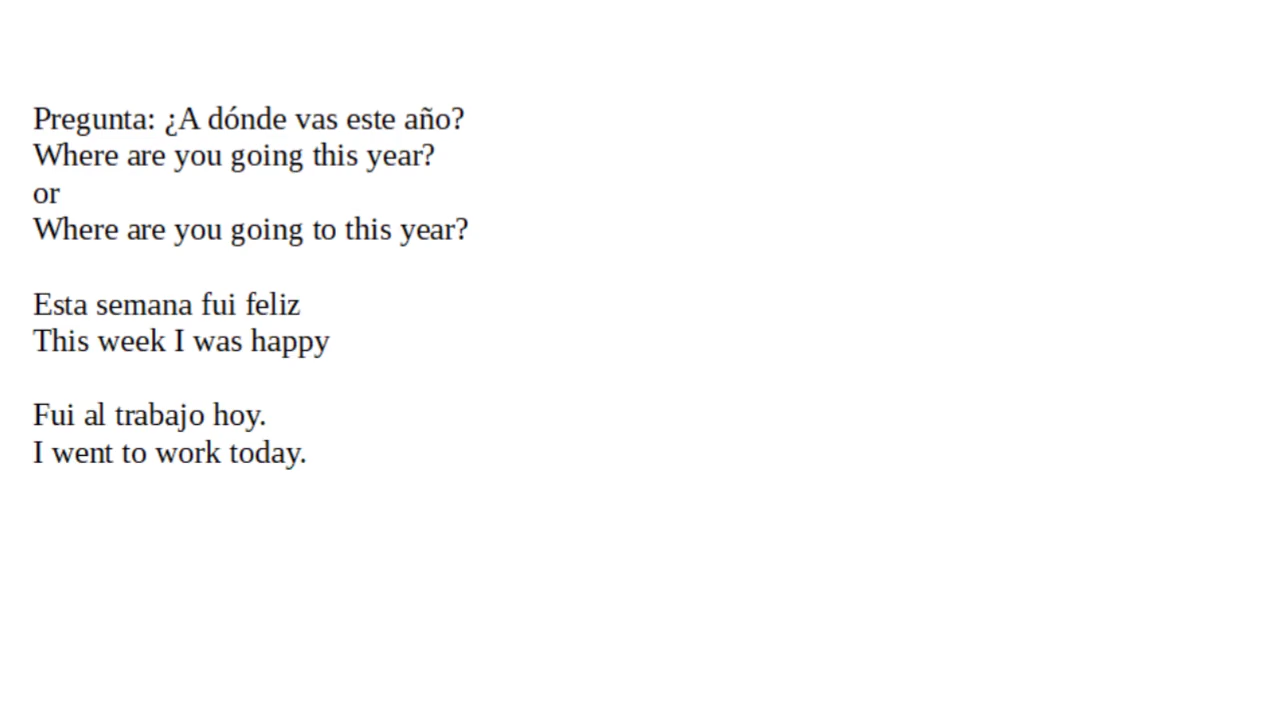 Pregunta: ¿A dónde vas este año?
Where are you going this year?
or
Where are you going to this year?
Esta semana fui feliz
This week I was happy
Fui al trabajo hoy.
I went to work today.